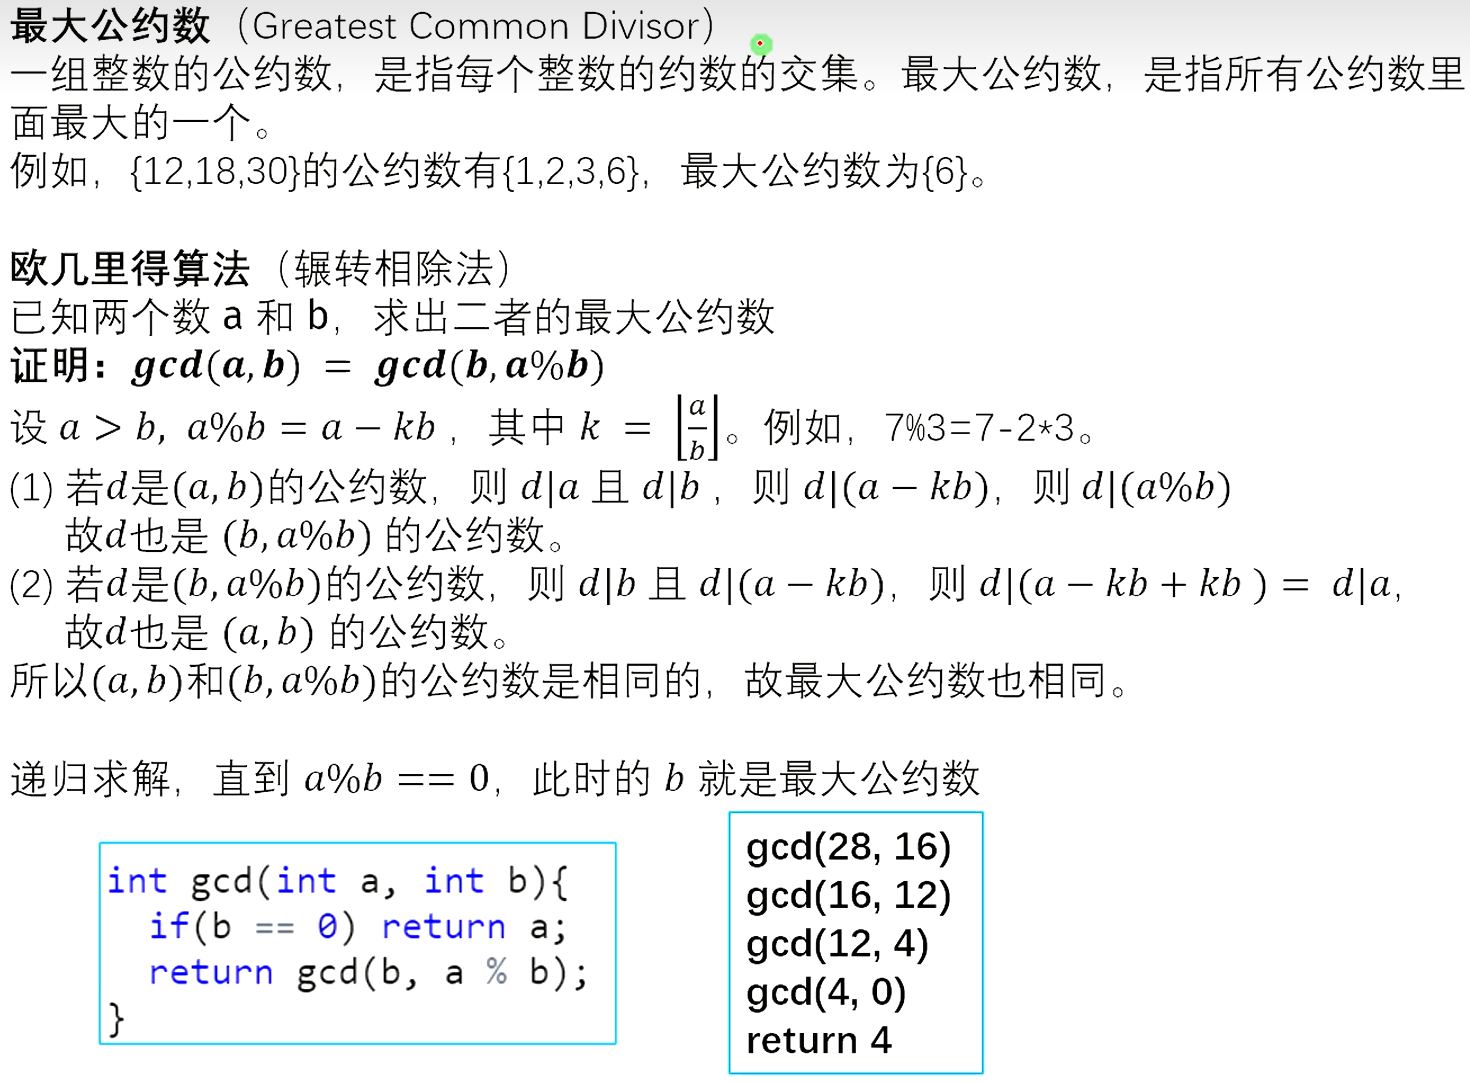 最大公约数（Greatest Common Divisor）
一组整数的公约数，是指每个整数的约数的交集。最大公约数，是指所有公约数里
面最大的一个。
例如，{12,18,30}的公约数有{1,2,3,6}，最大公约数为{6}。
欧几里得算法（辗转相除法）
已知两个数 a 和 b，求出二者的最大公约数
证明：gcd(a,b) = gcd(b,a%b)
设 a > b, a%b = a − kb ，其中 k = ⌊a/b⌋。例如，7%3=7-2*3。
(1) 若d是(a,b)的公约数，则 d|a 且 d|b ，则 d|(a − kb)，则 d|(a%b)
故d也是 (b,a%b) 的公约数。
(2) 若d是(b,a%b)的公约数，则 d|b 且 d|(a − kb)，则 d|(a − kb + kb ) = d|a，
故d也是 (a,b) 的公约数。
所以(a,b)和(b,a%b)的公约数是相同的，故最大公约数也相同。
递归求解，直到 a%b == 0，此时的 b 就是最大公约数
int gcd(int a, int b){
if(b == 0) return a;
return gcd(b, a % b);
}
gcd(28, 16)
gcd(16, 12)
gcd(12, 4)
gcd(4, 0)
return 4